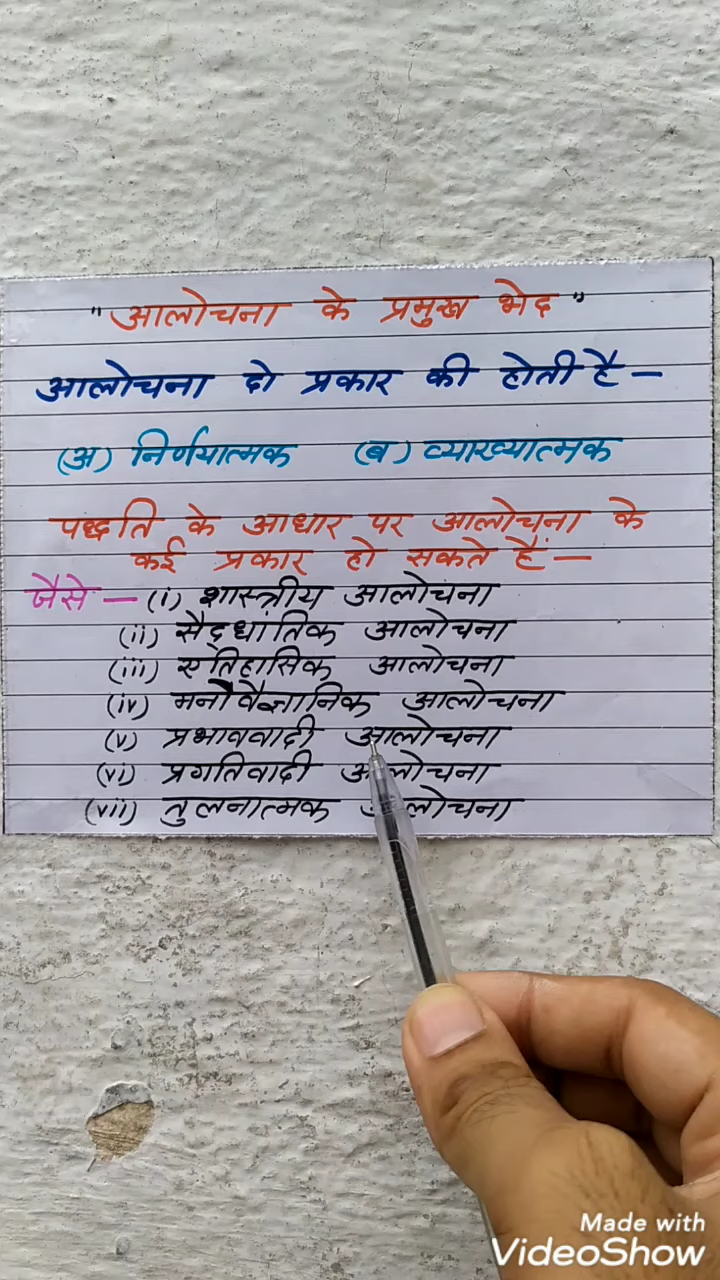 "आलोचना के प्रमुख भेद"
आलोचना दो प्रकार की होती है –
(अ) निर्णयात्मक (ब) व्याख्यात्मक
पद्धति के आधार पर आलोचना के
कई प्रकार हो सकते हैं –
जैसे – (i) शास्त्रीय आलोचना
(ii) सैद्धांतिक आलोचना
(iii) एतिहासिक आलोचना
(iv) मनोवैज्ञानिक आलोचना
(v) प्रभाववादी आलोचना
(vi) प्रगतिवादी आलोचना
(vii) तुलनात्मक आलोचना
Made with
VideoShow